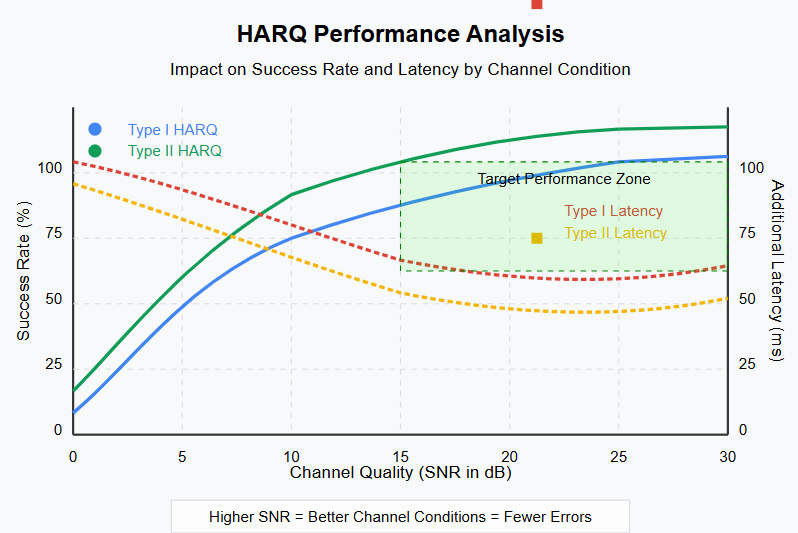 HARQ Performance Analysis
Impact on Success Rate and Latency by Channel Condition
Type I HARQ
Type II HARQ
Target Performance Zone
Type I Latency
Type II Latency
100
75
50
25
0
Success Rate (%)
100
75
50
25
0
Additional Latency (ms)
0 5 10 15 20 25 30
Channel Quality (SNR in dB)
Higher SNR = Better Channel Conditions = Fewer Errors